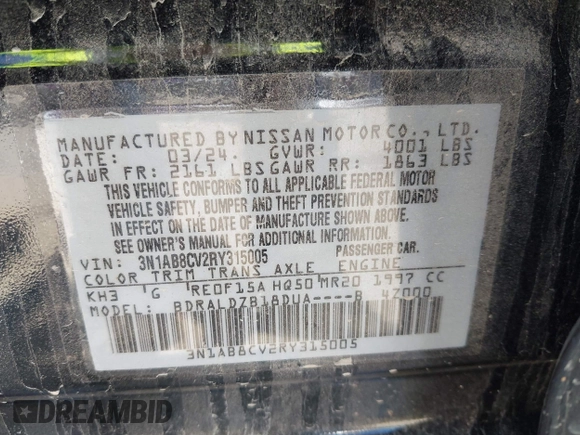 MANUFACTURED BY NISSAN MOTOR CO., LTD.
DATE: 03/24. GVWR: 4001 LBS
GAWR FR: 2161 LBS GAWR RR: 1863 LBS
THIS VEHICLE CONFORMS TO ALL APPLICABLE FEDERAL MOTOR
VEHICLE SAFETY, BUMPER AND THEFT PREVENTION STANDARDS
IN EFFECT ON THE DATE OF MANUFACTURE SHOWN ABOVE.
SEE OWNER'S MANUAL FOR ADDITIONAL INFORMATION.
VIN: 3N1AB8CV2RY315005 PASSENGER CAR.
COLOR TRIM TRANS AXLE ENGINE
KH3 'G 'RE0F15A HQ50'MR20 1997 CC
MODEL: BDRALDZB18DUA----B 4Z000
3N1AB8CV2RY315005
DREAMBID